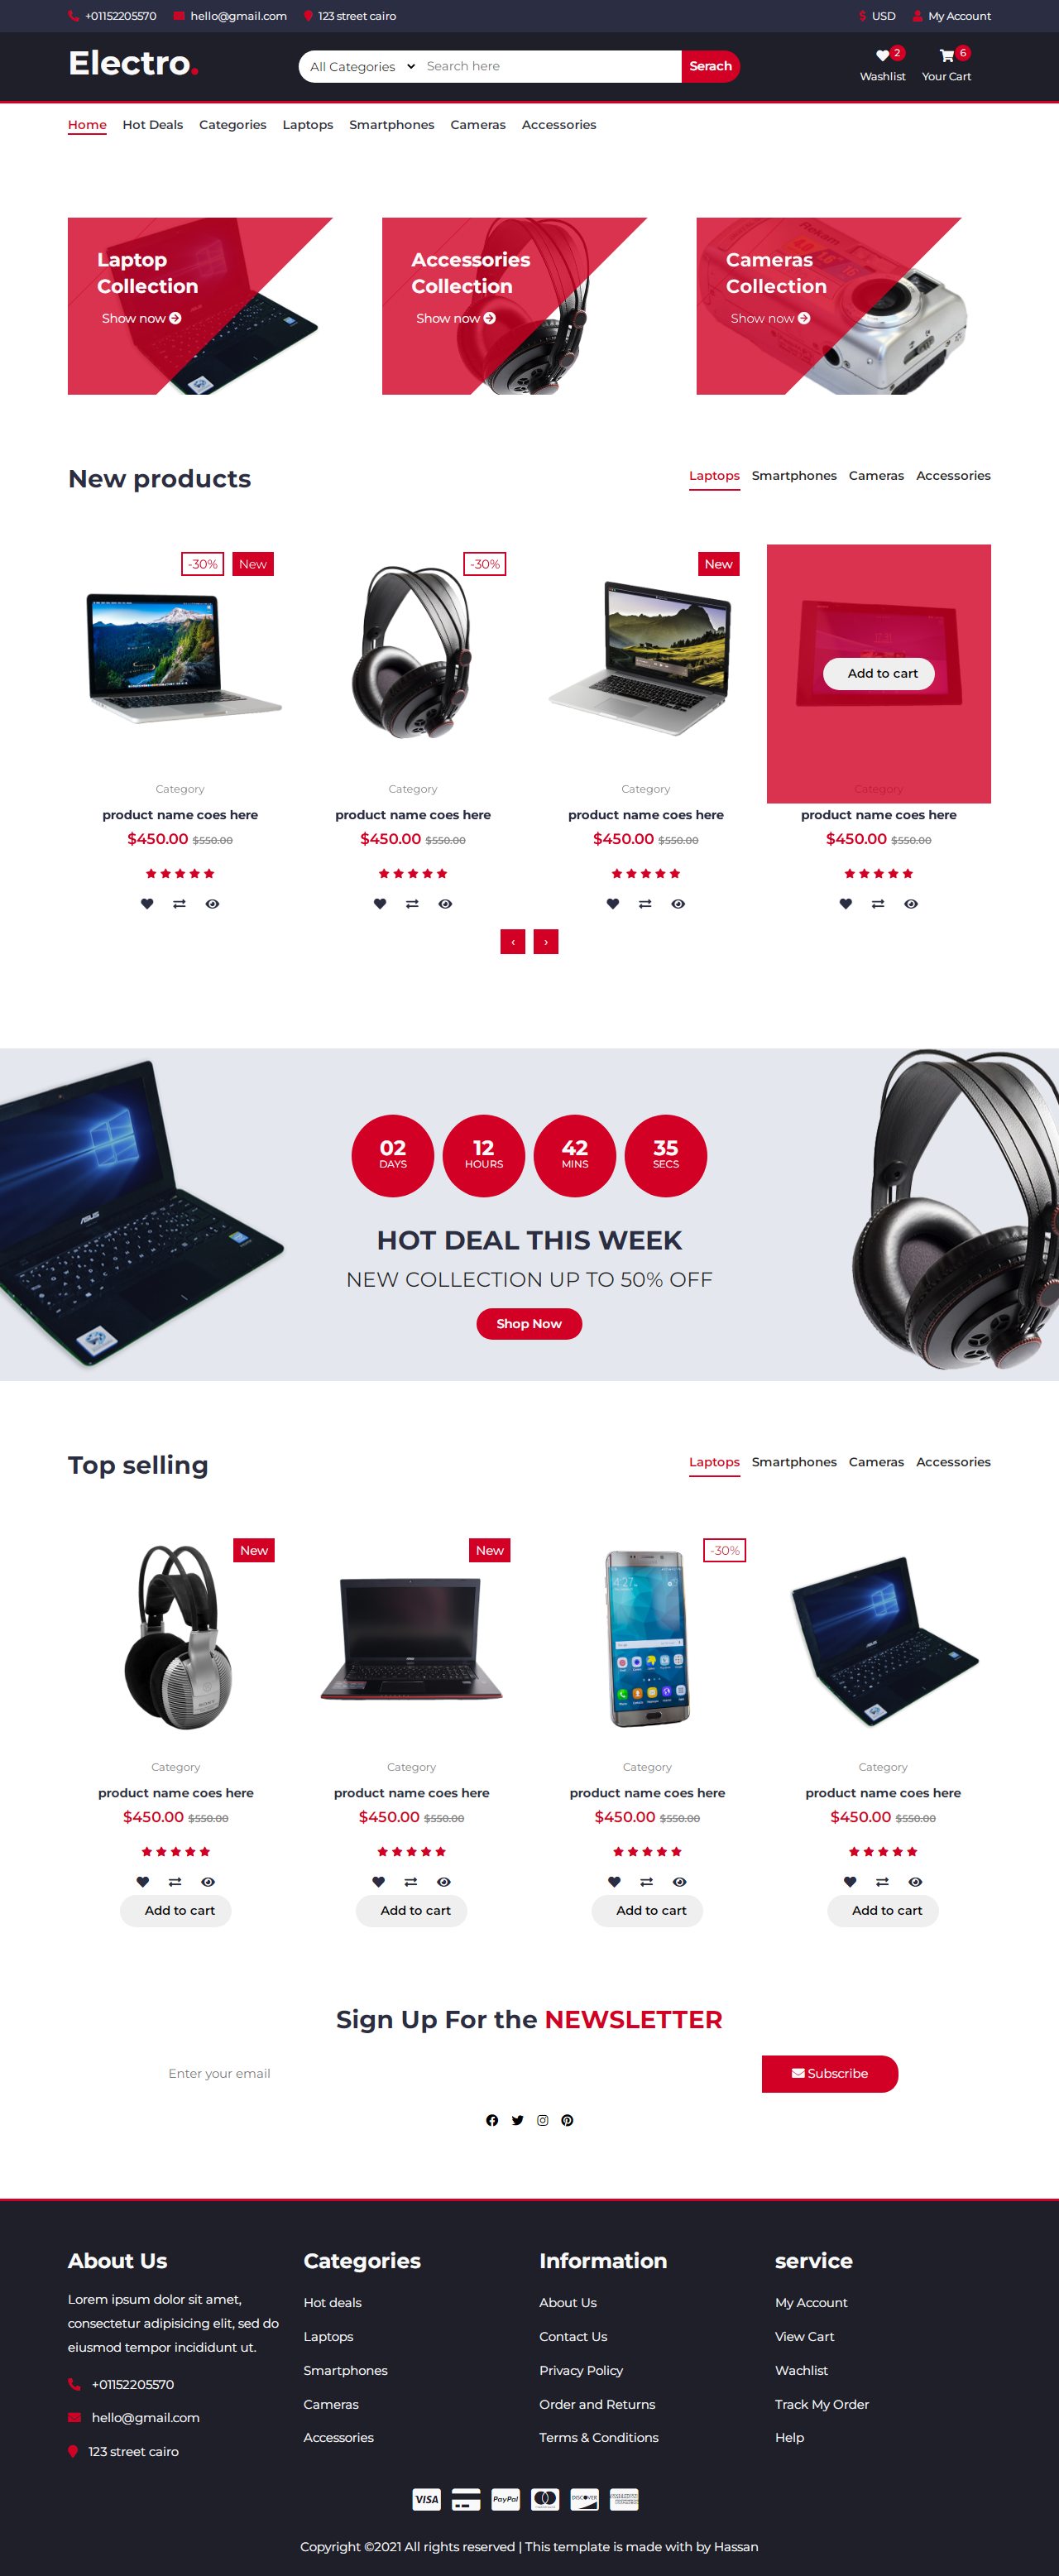 +01152205570 hello@gmail.com 123 street cairo USD My Account
Electro.
All Categories Search here Serach
2 6
Washlist Your Cart
Home Hot Deals Categories Laptops Smartphones Cameras Accessories
Laptop
Collection
Show now
Accessories
Collection
Show now
Cameras
Collection
Show now
New products
Laptops Smartphones Cameras Accessories
-30% New
-30%
New
Add to cart
Category Category Category Category
product name coes here product name coes here product name coes here product name coes here
$450.00 $550.00 $450.00 $550.00 $450.00 $550.00 $450.00 $550.00
‹ ›
02 12 42 35
DAYS HOURS MINS SECS
ASUS
HOT DEAL THIS WEEK
NEW COLLECTION UP TO 50% OFF
Shop Now
Top selling
Laptops Smartphones Cameras Accessories
New New -30%
4:27
Category Category Category Category
product name coes here product name coes here product name coes here product name coes here
$450.00 $550.00 $450.00 $550.00 $450.00 $550.00 $450.00 $550.00
Add to cart Add to cart Add to cart Add to cart
Sign Up For the NEWSLETTER
Enter your email Subscribe
About Us
Lorem ipsum dolor sit amet,
consectetur adipisicing elit, sed do
eiusmod tempor incididunt ut.
+01152205570
hello@gmail.com
123 street cairo
Categories
Hot deals
Laptops
Smartphones
Cameras
Accessories
Information
About Us
Contact Us
Privacy Policy
Order and Returns
Terms & Conditions
service
My Account
View Cart
Wachlist
Track My Order
Help
VISA PayPal DISCOVER
Copyright ©2021 All rights reserved | This template is made with by Hassan